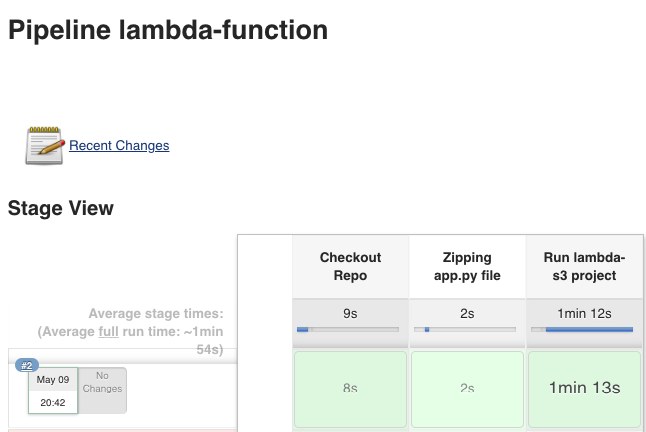 Pipeline lambda-function
Recent Changes
Stage View
Checkout
Repo
Zipping
app.py file
Run lambda-
s3 project
Average stage times:
(Average full run time: ~1min
54s)
9s
2s
1min 12s
#2
May 09
20:42
No
Changes
8s
2s
1min 13s